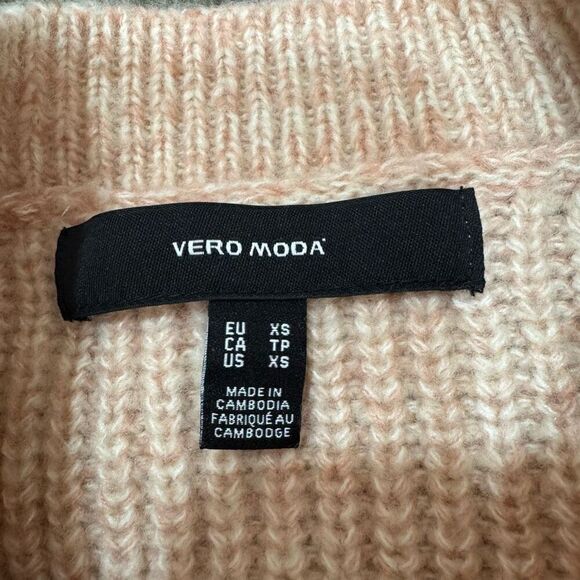 VERO MODA
EU XS
CA TP
US XS
MADE IN
CAMBODIA
FABRIQUÉ AU
CAMBODGE